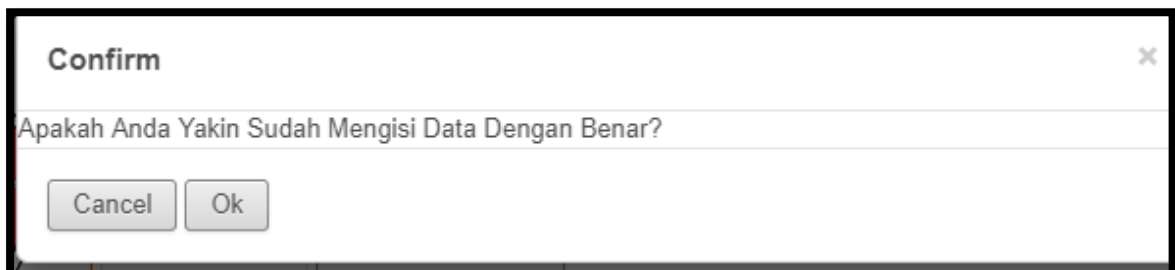 Confirm ×
Apakah Anda Yakin Sudah Mengisi Data Dengan Benar?
Cancel Ok